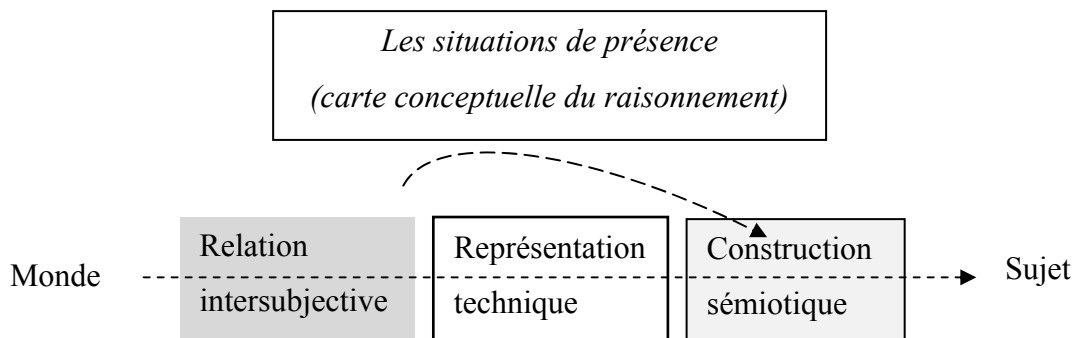 Les situations de présence
(carte conceptuelle du raisonnement)
Monde
Relation
intersubjective
Représentation
technique
Construction
sémiotique
Sujet